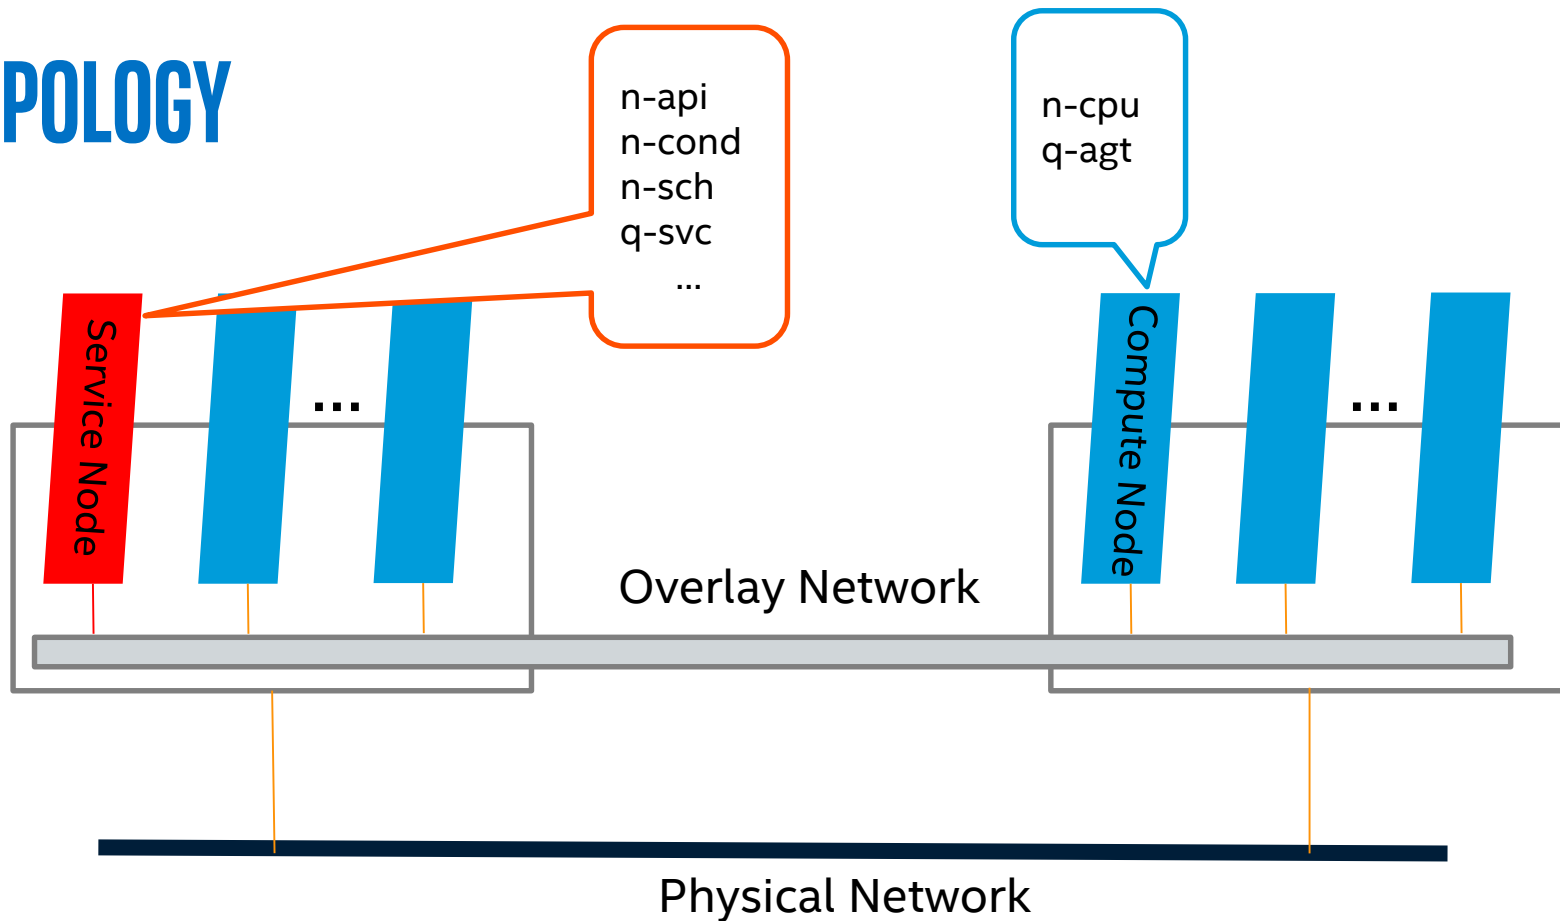 POLOGY
n-api
n-cond
n-sch
q-svc
...
n-cpu
q-agt
Service Node
...
Compute Node
...
Overlay Network
Physical Network